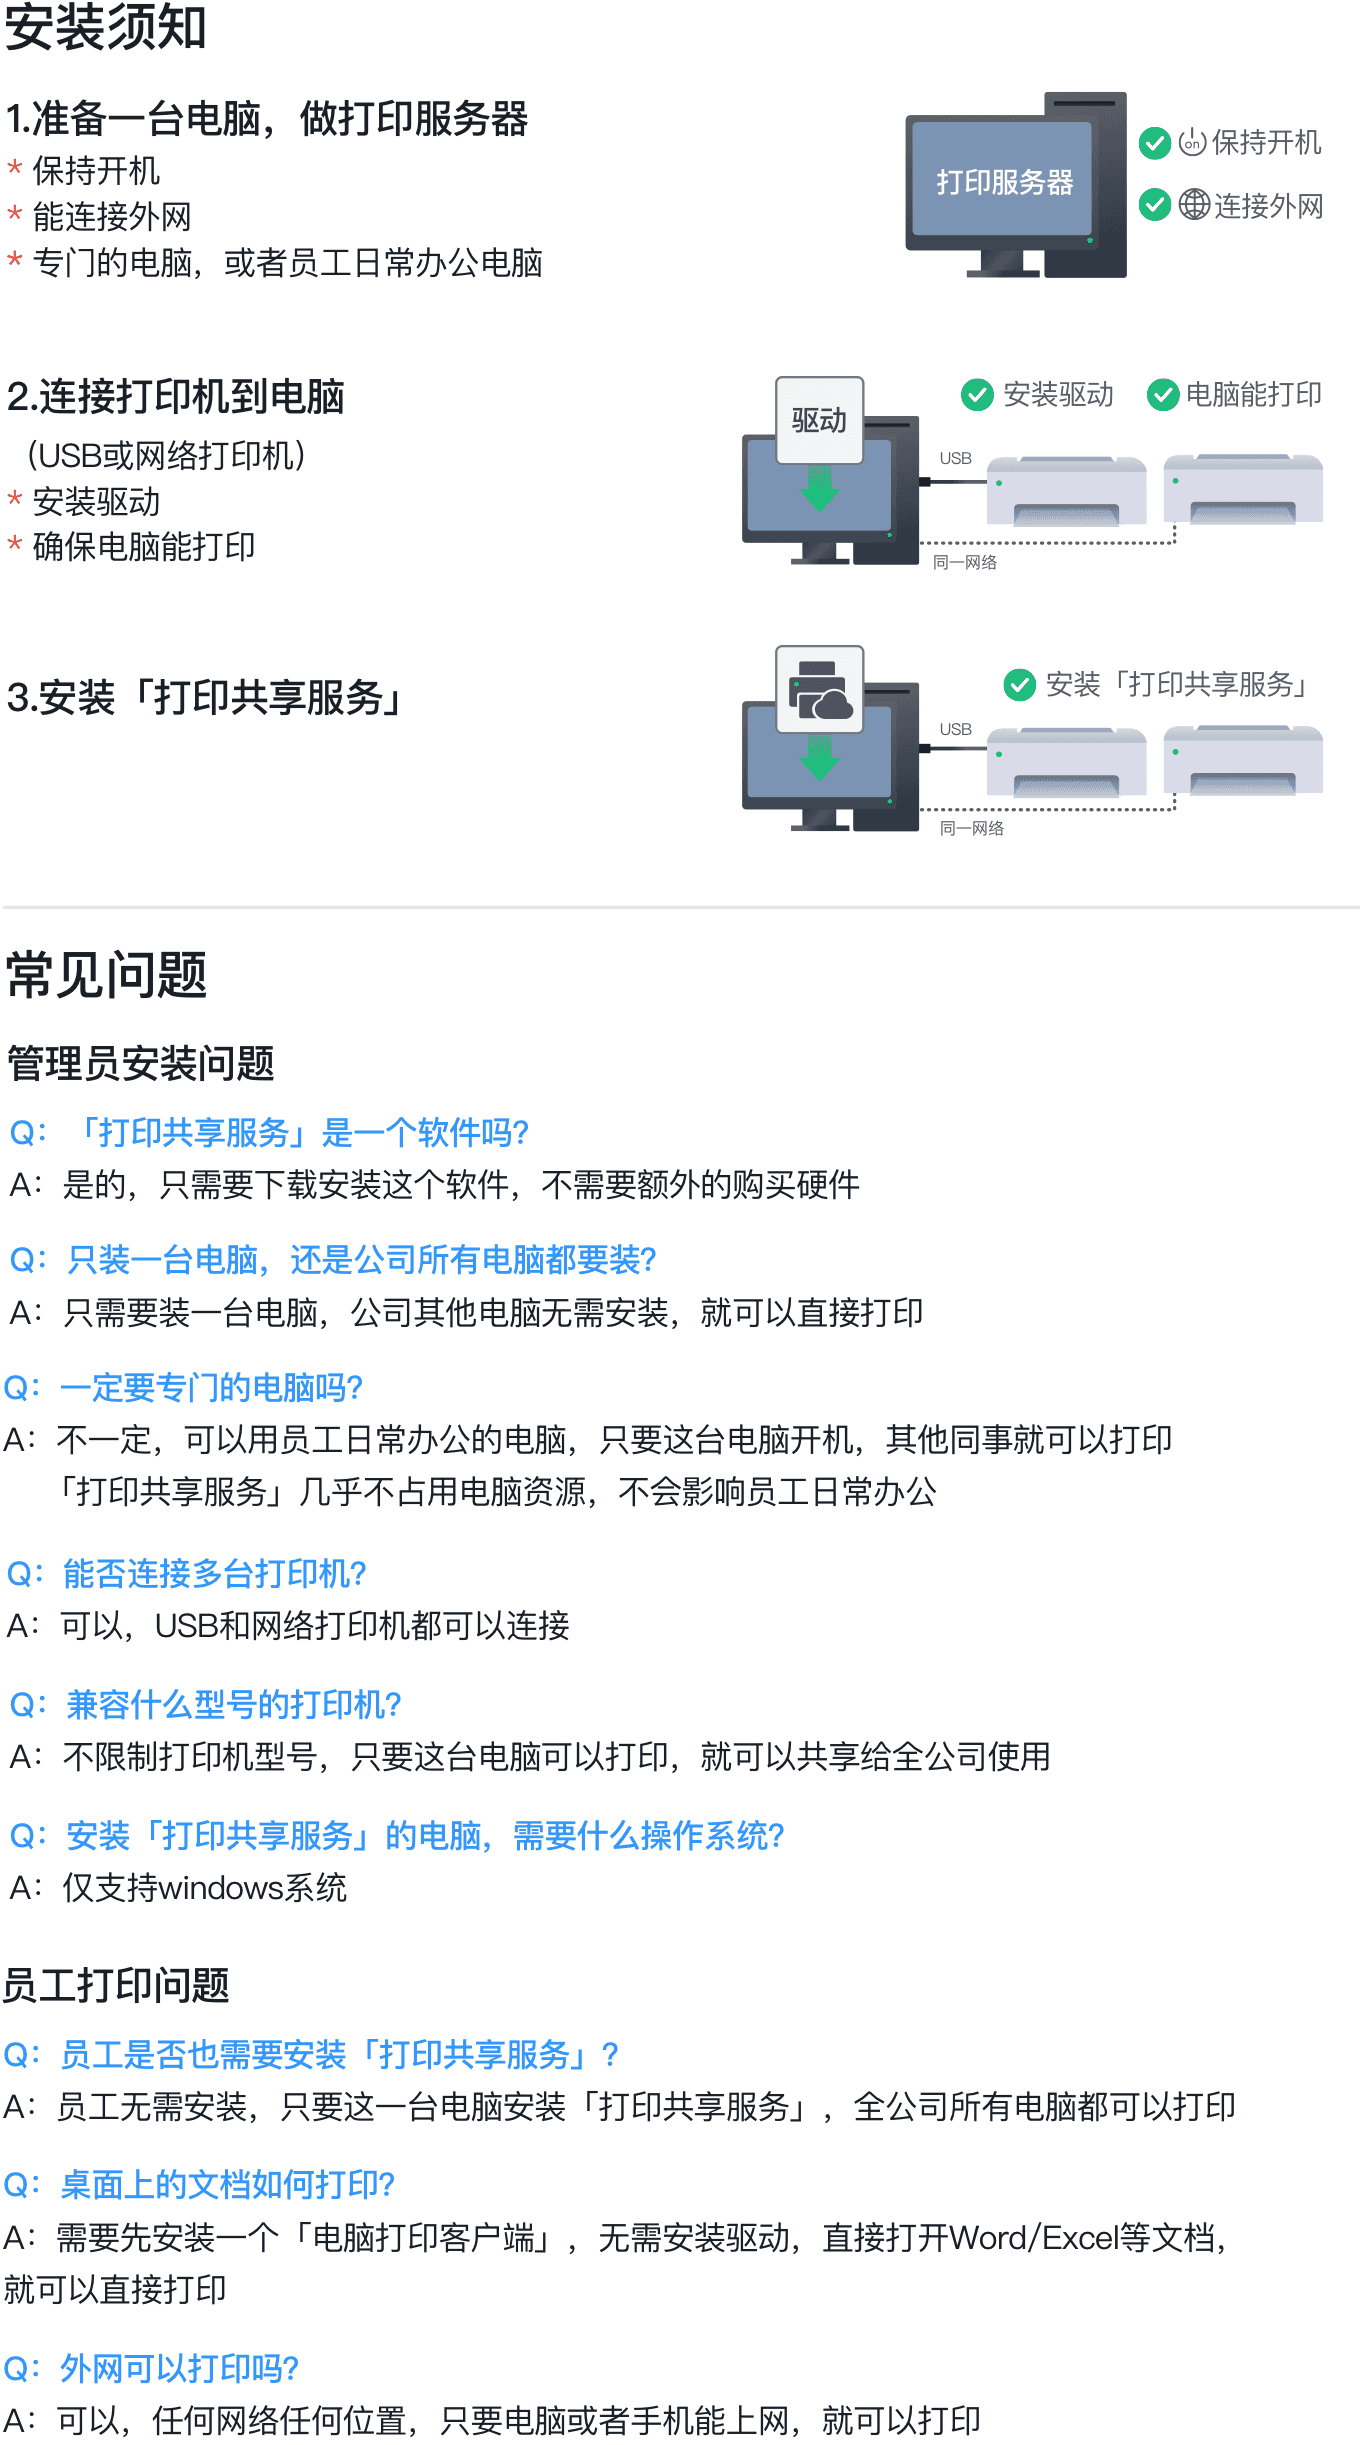 安装须知
1.准备一台电脑，做打印服务器
* 保持开机
* 能连接外网
* 专门的电脑，或者员工日常办公电脑
打印服务器
on 保持开机
连接外网
2.连接打印机到电脑
（USB或网络打印机）
* 安装驱动
* 确保电脑能打印
驱动
安装驱动
电脑能打印
USB
同一网络
3.安装「打印共享服务」
安装「打印共享服务」
USB
同一网络
常见问题
管理员安装问题
Q：「打印共享服务」是一个软件吗?
A：是的，只需要下载安装这个软件，不需要额外的购买硬件
Q：只装一台电脑，还是公司所有电脑都要装?
A：只需要装一台电脑，公司其他电脑无需安装，就可以直接打印
Q：一定要专门的电脑吗?
A：不一定，可以用员工日常办公的电脑，只要这台电脑开机，其他同事就可以打印
「打印共享服务」几乎不占用电脑资源，不会影响员工日常办公
Q：能否连接多台打印机?
A：可以，USB和网络打印机都可以连接
Q：兼容什么型号的打印机?
A：不限制打印机型号，只要这台电脑可以打印，就可以共享给全公司使用
Q：安装「打印共享服务」的电脑，需要什么操作系统?
A：仅支持windows系统
员工打印问题
Q：员工是否也需要安装「打印共享服务」?
A：员工无需安装，只要这一台电脑安装「打印共享服务」，全公司所有电脑都可以打印
Q：桌面上的文档如何打印?
A：需要先安装一个「电脑打印客户端」，无需安装驱动，直接打开Word/Excel等文档，
就可以直接打印
Q：外网可以打印吗?
A：可以，任何网络任何位置，只要电脑或者手机能上网，就可以打印